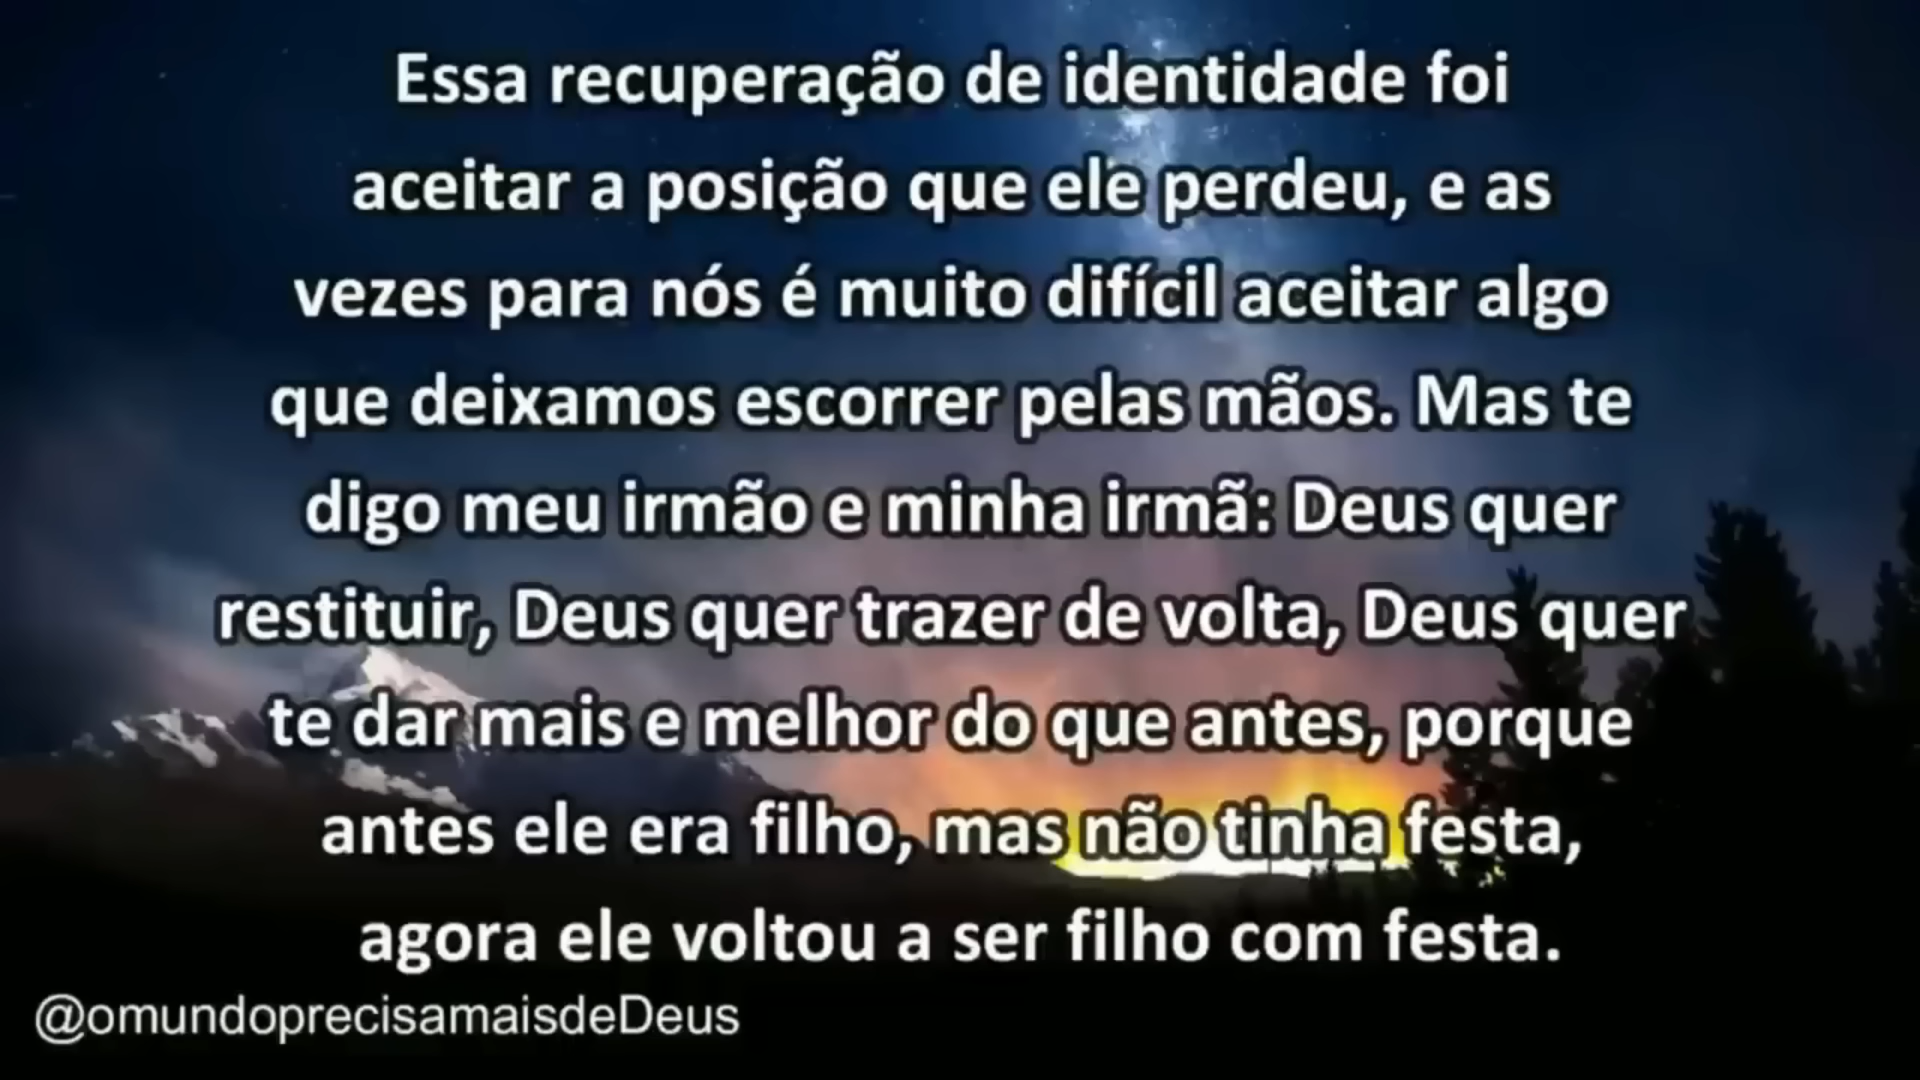 Essa recuperação de identidade foi
aceitar a posição que ele perdeu, e as
vezes para nós é muito difícil aceitar algo
que deixamos escorrer pelas mãos. Mas te
digo meu irmão e minha irmã: Deus quer
restituir, Deus quer trazer de volta, Deus quer
te dar mais e melhor do que antes, porque
antes ele era filho, mas não tinha festa,
agora ele voltou a ser filho com festa.
@omundoprecisamaisdeDeus